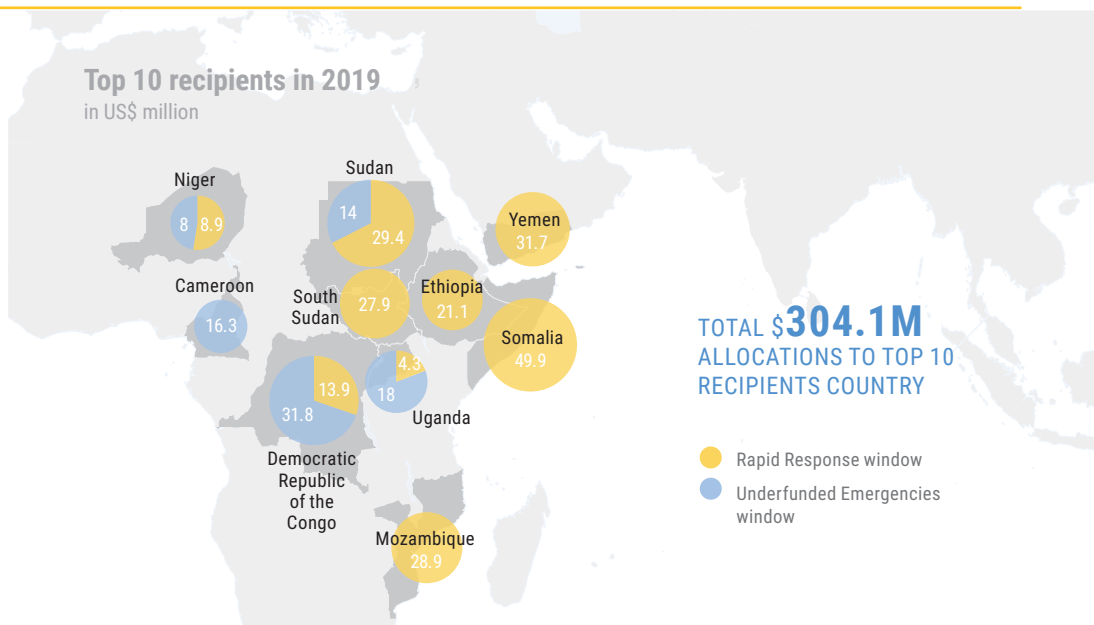 Top 10 recipients in 2019
in US$ million
Niger
8 8.9
Sudan
14
29.4
Yemen
31.7
Cameroon
16.3
South
Sudan
27.9
Ethiopia
21.1
Somalia
49.9
4.3
18
Uganda
13.9
31.8
Democratic
Republic
of the
Congo
Mozambique
28.9
TOTAL $304.1M
ALLOCATIONS TO TOP 10
RECIPIENTS COUNTRY
Rapid Response window
Underfunded Emergencies
window